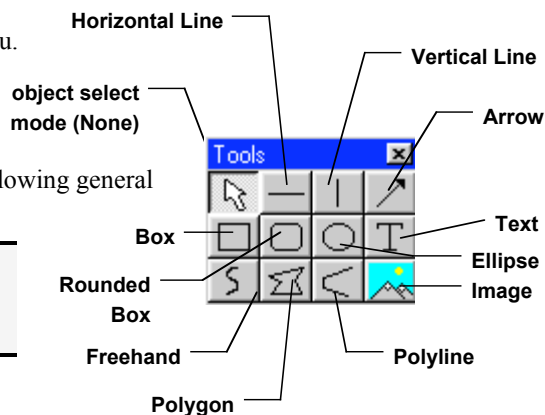 Horizontal Line
u.
Vertical Line
object select
mode (None)
Arrow
Tools
lowing general
Box
Text
Ellipse
Rounded
Box
Image
Freehand
Polyline
Polygon